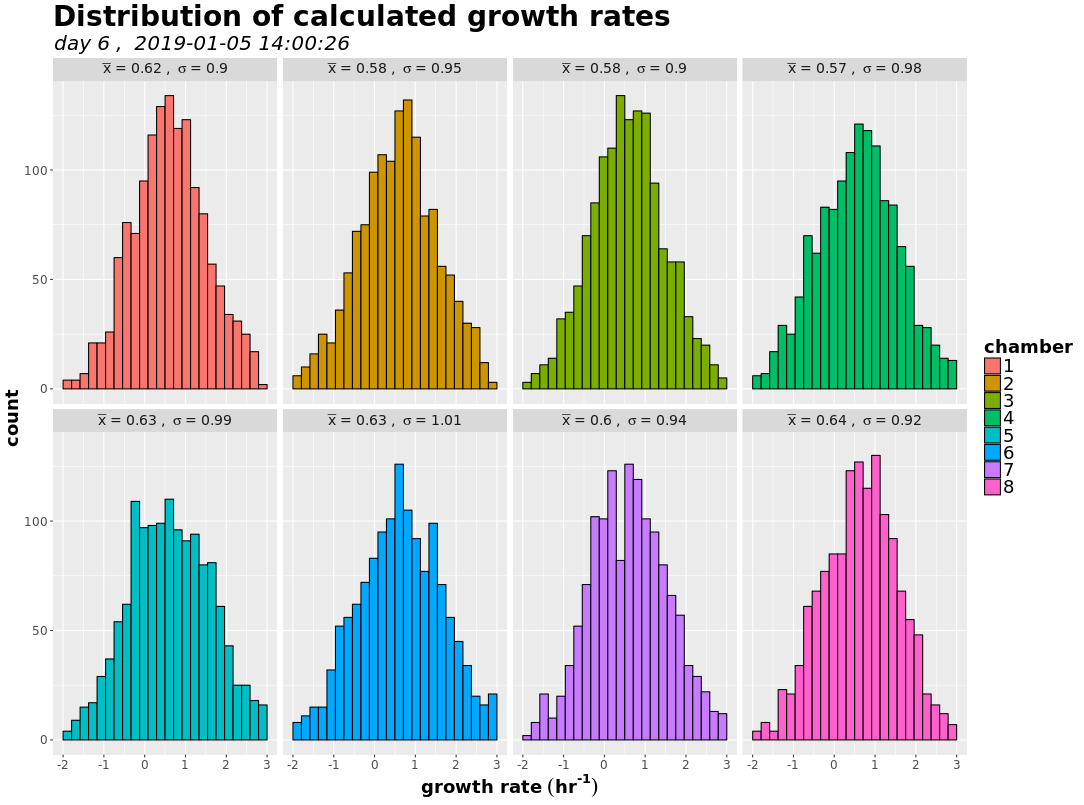 Distribution of calculated growth rates
day 6 , 2019-01-05 14:00:26
x̅ = 0.62 , σ = 0.9
x̅ = 0.58 , σ = 0.95
x̅ = 0.58 , σ = 0.9
x̅ = 0.57 , σ = 0.98
100
50
0
x̅ = 0.63 , σ = 0.99
x̅ = 0.63 , σ = 1.01
x̅ = 0.6 , σ = 0.94
x̅ = 0.64 , σ = 0.92
100
50
0
-2 -1 0 1 2 3
-2 -1 0 1 2 3
-2 -1 0 1 2 3
-2 -1 0 1 2 3
count
growth rate (hr⁻¹)
chamber
1
2
3
4
5
6
7
8